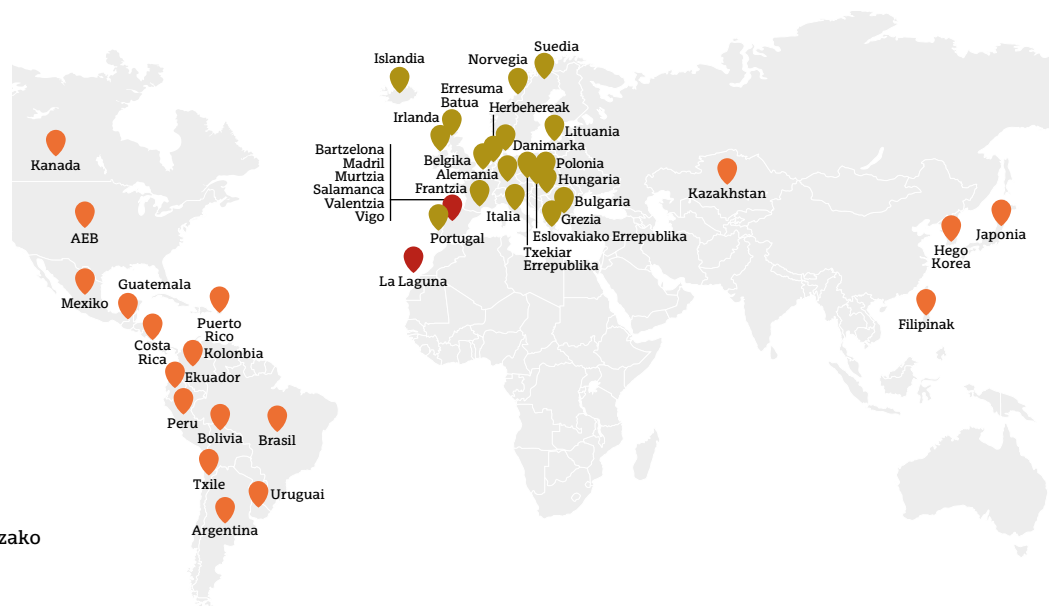 Suedia
Islandia
Norvegia
Erresuma
Batua
Herbehereak
Irlanda
Lituania
Danimarka
Bartzelona
Madril
Murtzia
Salamanca
Valentzia
Vigo
Belgika
Alemania
Frantzia
Polonia
Hungaria
Bulgaria
Italia
Grezia
Portugal
Eslovakiako Errepublika
Txekiar
Errepublika
La Laguna
Kanada
AEB
Mexiko
Guatemala
Puerto
Rico
Costa
Rica
Kolonbia
Ekuador
Peru
Bolivia
Brasil
Txile
Uruguai
Argentina
Kazakhstan
Japonia
Hego
Korea
Filipinak
zako